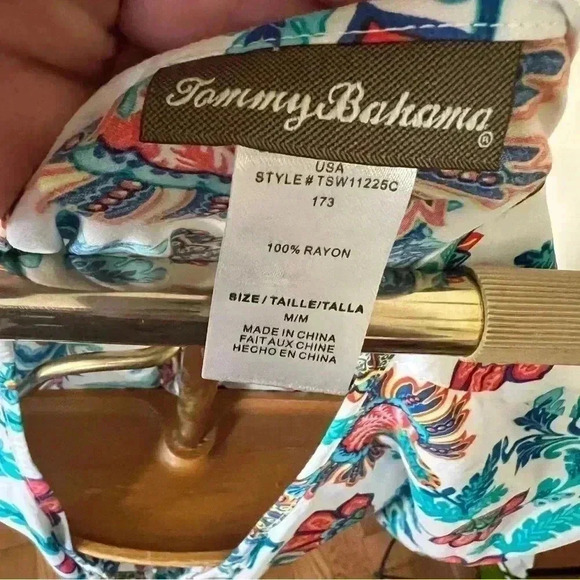 Tommy Bahama®
USA
STYLE # TSW11225C
173
100% RAYON
SIZE/TAILLE/TALLA
M/M
MADE IN CHINA
FAIT AUX CHINE
HECHO EN CHINA